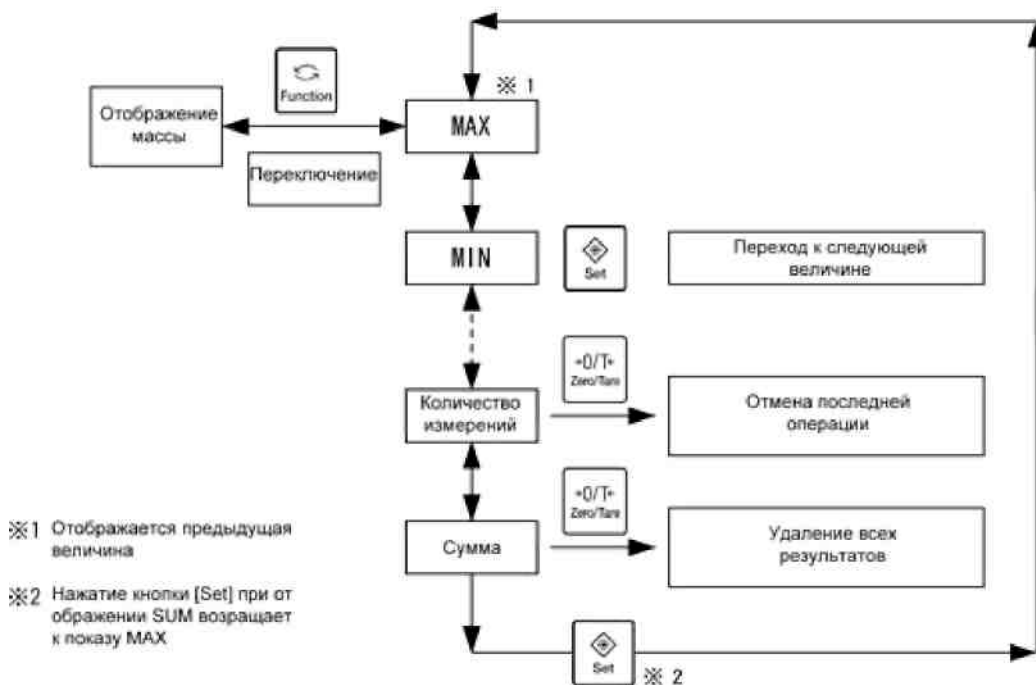 ※ 1
Function
Отображение
массы
MAX
Переключение
MIN
Set
Переход к следующей
величине
→0/T←
Zero/Tare
Количество
измерений
Отмена последней
операции
→0/T←
Zero/Tare
※1 Отображается предыдущая
величина
Сумма
Удаление всех
результатов
※2 Нажатие кнопки [Set] при от
ображении SUM возращает
к показу MAX
Set
※ 2